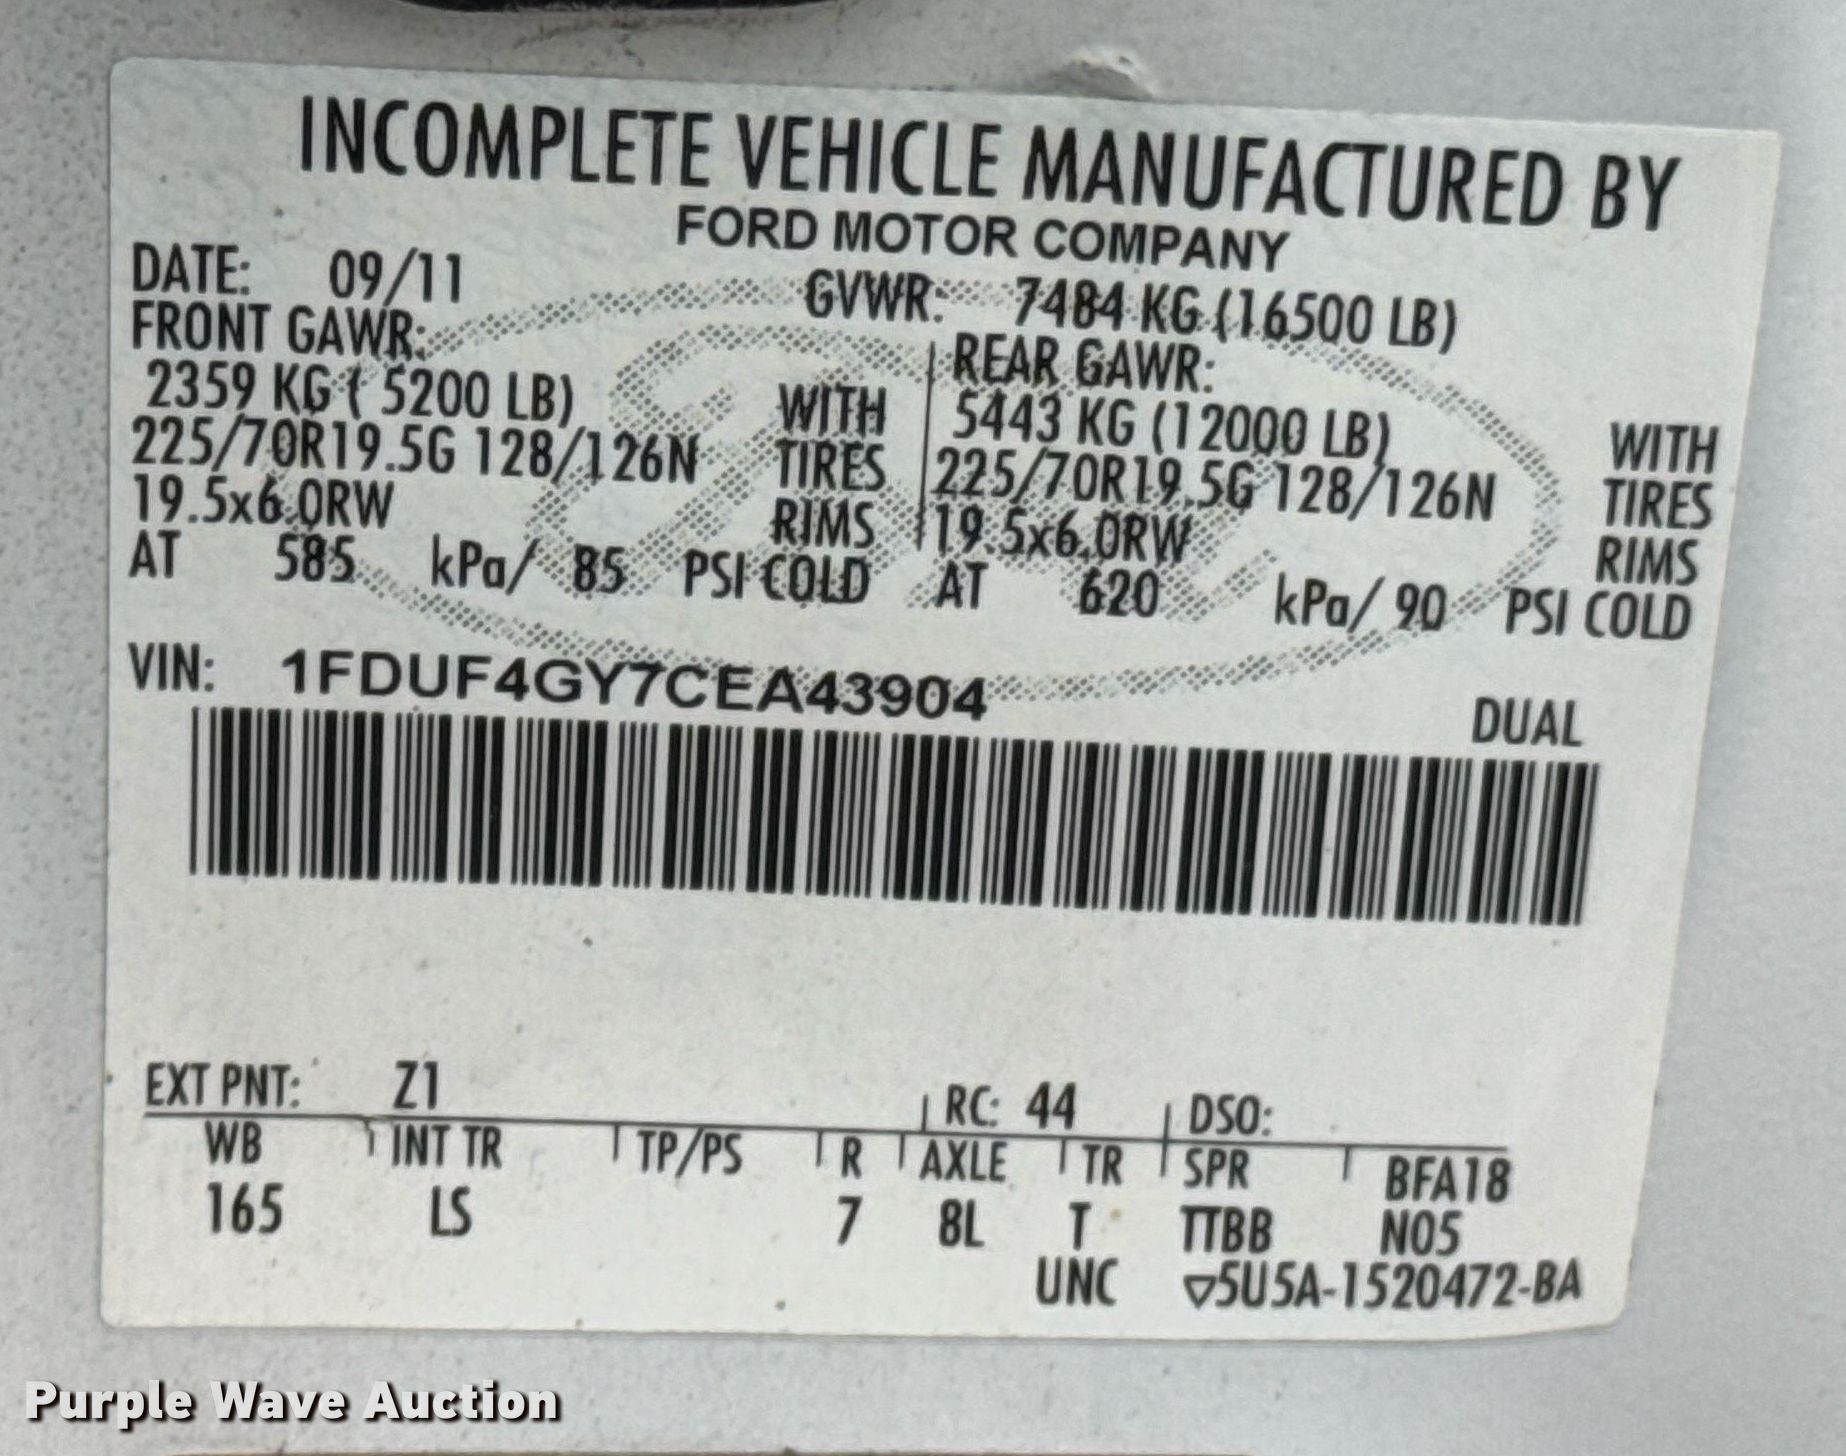 INCOMPLETE VEHICLE MANUFACTURED BY
FORD MOTOR COMPANY
DATE: 09/11 GVWR: 7484 KG (16500 LB)
FRONT GAWR: REAR GAWR:
2359 KG ( 5200 LB) WITH 5443 KG (12000 LB) WITH
225/70R19.5G 128/126N TIRES 225/70R19.5G 128/126N TIRES
19.5x6.0RW RIMS 19.5x6.0RW RIMS
AT 585 kPa/ 85 PSI COLD AT 620 kPa/ 90 PSI COLD
VIN: 1FDUF4GY7CEA43904
DUAL
EXT PNT: Z1 RC: 44 DSO:
WB INT TR TP/PS R AXLE TR SPR BFA18
165 LS 7 8L T TTBB N05
UNC ▽5U5A-1520472-BA
Purple Wave Auction